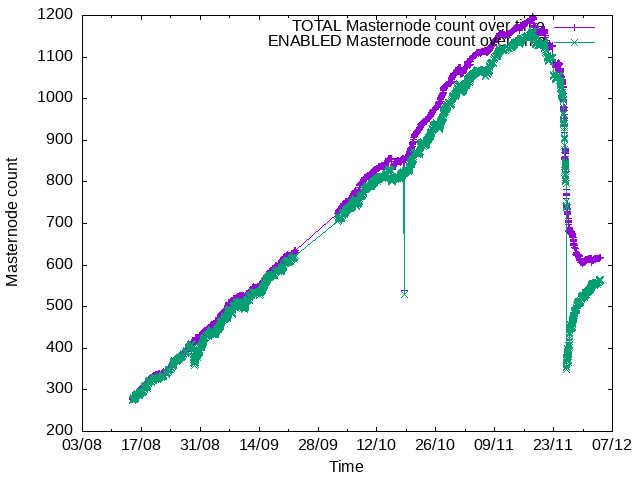 1200
1100
1000
900
800
700
600
500
400
300
200
TOTAL Masternode count over time
ENABLED Masternode count over
Masternode count
03/08 17/08 31/08 14/09 28/09 12/10 26/10 09/11 23/11 07/12
Time